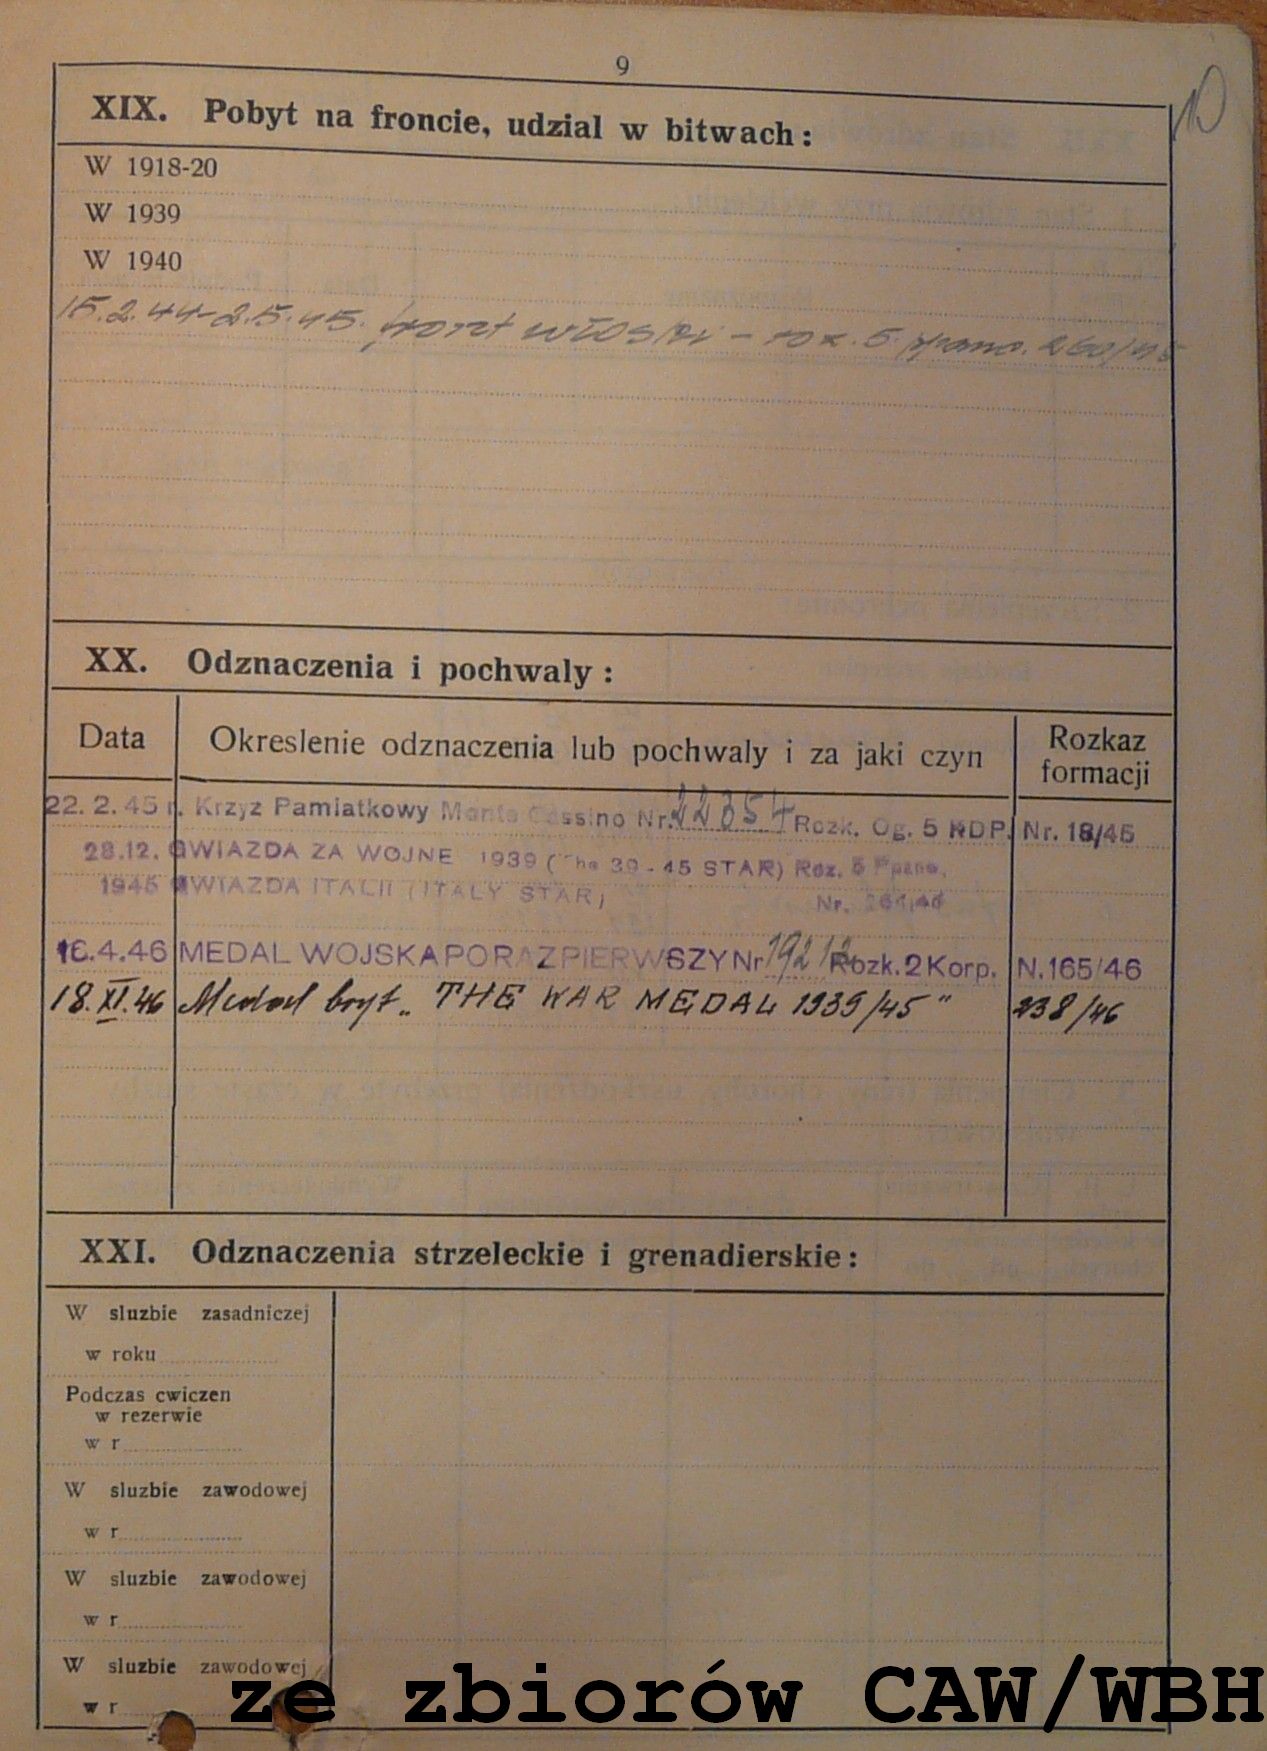 9
10
XIX. Pobyt na froncie, udzial w bitwach:
W 1918-20
W 1939
W 1940
15.2.44-2.5.45. front włoski - roz. 5. ppanc. 260/45
XX. Odznaczenia i pochwaly:
Data Okreslenie odznaczenia lub pochwaly i za jaki czyn Rozkaz formacji
22.2.45 r. Krzyz Pamiatkowy Monte Cassino Nr. 22354 Rozk. Og. 5 KDP. Nr. 18/45
28.12. GWIAZDA ZA WOJNE 1939 (The 39-45 STAR) Roz. 5 Ppanc.
1945 GWIAZDA ITALII (ITALY STAR) Nr.
16.4.46 MEDAL WOJSKA PO RAZ PIERWSZY Nr 19212 Rozk. 2 Korp. N.165/46
18.XI.46 Medal bryt. „THE WAR MEDAL 1939/45" 238/46
XXI. Odznaczenia strzeleckie i grenadierskie:
W sluzbie zasadniczej
w roku
Podczas cwiczen
w rezerwie
w r
W sluzbie zawodowej
w r
W sluzbie zawodowej
w r
W sluzbie zawodowej
w r
ze zbiorów CAW/WBH